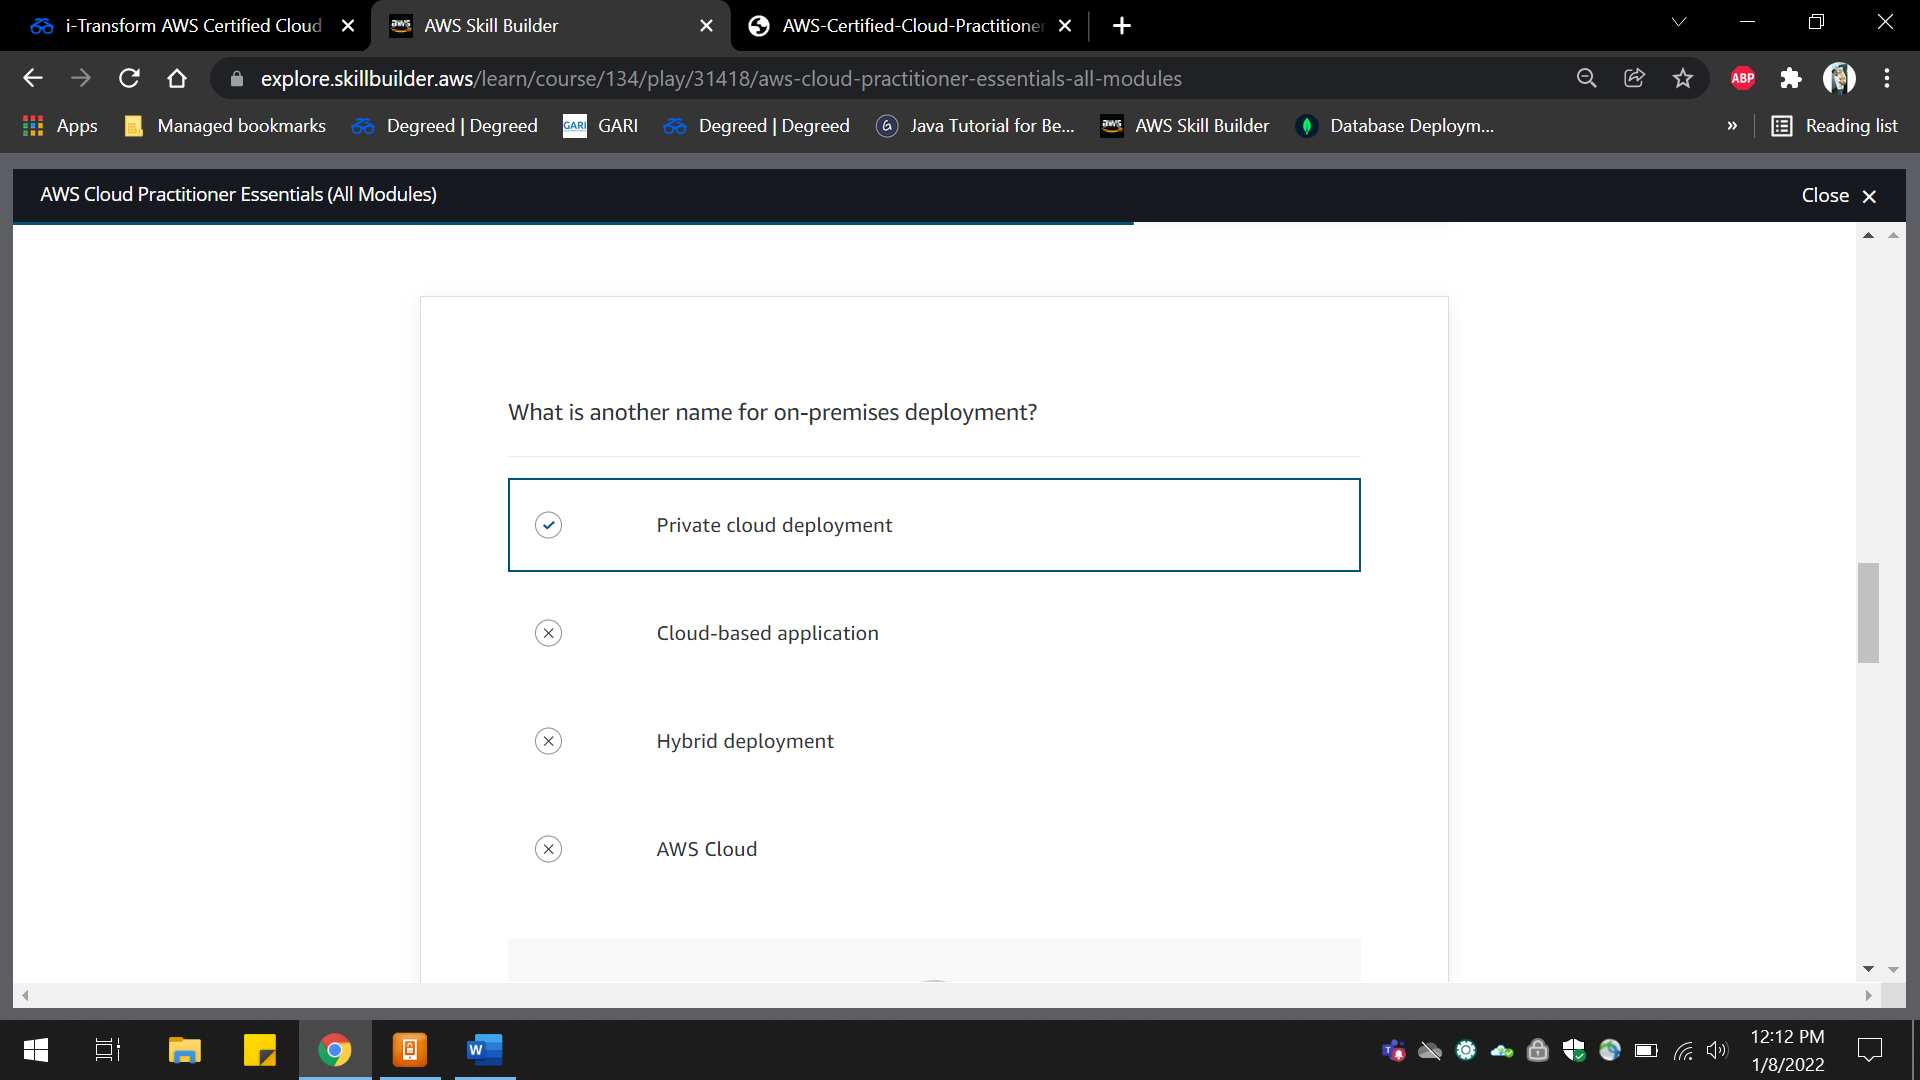 i-Transform AWS Certified Cloud
AWS Skill Builder
AWS-Certified-Cloud-Practitioner
explore.skillbuilder.aws/learn/course/134/play/31418/aws-cloud-practitioner-essentials-all-modules
ABP
Apps
Managed bookmarks
Degreed | Degreed
GARI GARI
Degreed | Degreed
Java Tutorial for Be...
aws AWS Skill Builder
Database Deploym...
»
Reading list
AWS Cloud Practitioner Essentials (All Modules)
Close
What is another name for on-premises deployment?
Private cloud deployment
Cloud-based application
Hybrid deployment
AWS Cloud
W
12:12 PM
1/8/2022